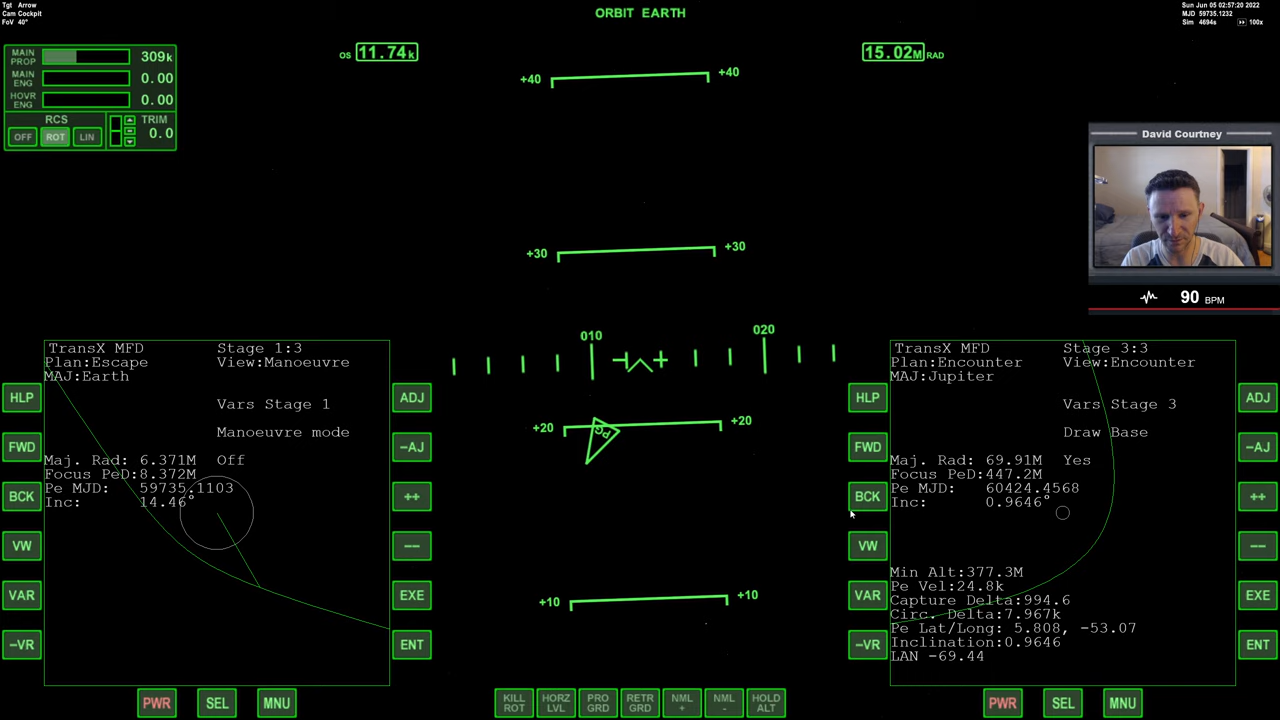 Tgt Arrow
Cam Cockpit
FoV 40°
ORBIT EARTH
Sun Jun 05 02:57:20 2022
MJD 59735.1232
Sim 4694s
100x
MAIN PROP 309k
MAIN ENG 0.00
HOVR ENG 0.00
RCS TRIM
OFF ROT LIN 0.0
OS 11.74k
15.02M RAD
+40 +40
+30 +30
010 020
+20 +20
PG
+10 +10
David Courtney
90 BPM
TransX MFD Stage 1:3
Plan:Escape View:Manoeuvre
MAJ:Earth
Vars Stage 1
Manoeuvre mode
Maj. Rad: 6.371M Off
Focus PeD:8.372M
Pe MJD: 59735.1103
Inc: 14.46°
HLP
FWD
BCK
VW
VAR
-VR
ADJ
-AJ
++
--
EXE
ENT
PWR SEL MNU
KILL ROT
HORZ LVL
PRO GRD
RETR GRD
NML +
NML -
HOLD ALT
TransX MFD Stage 3:3
Plan:Encounter View:Encounter
MAJ:Jupiter
Vars Stage 3
Draw Base
Maj. Rad: 69.91M Yes
Focus PeD:447.2M
Pe MJD: 60424.4568
Inc: 0.9646°
Min Alt:377.3M
Pe Vel:24.8k
Capture Delta:994.6
Circ. Delta:7.967k
Pe Lat/Long: 5.808, -53.07
Inclination:0.9646
LAN -69.44
HLP
FWD
BCK
VW
VAR
-VR
ADJ
-AJ
++
--
EXE
ENT
PWR SEL MNU